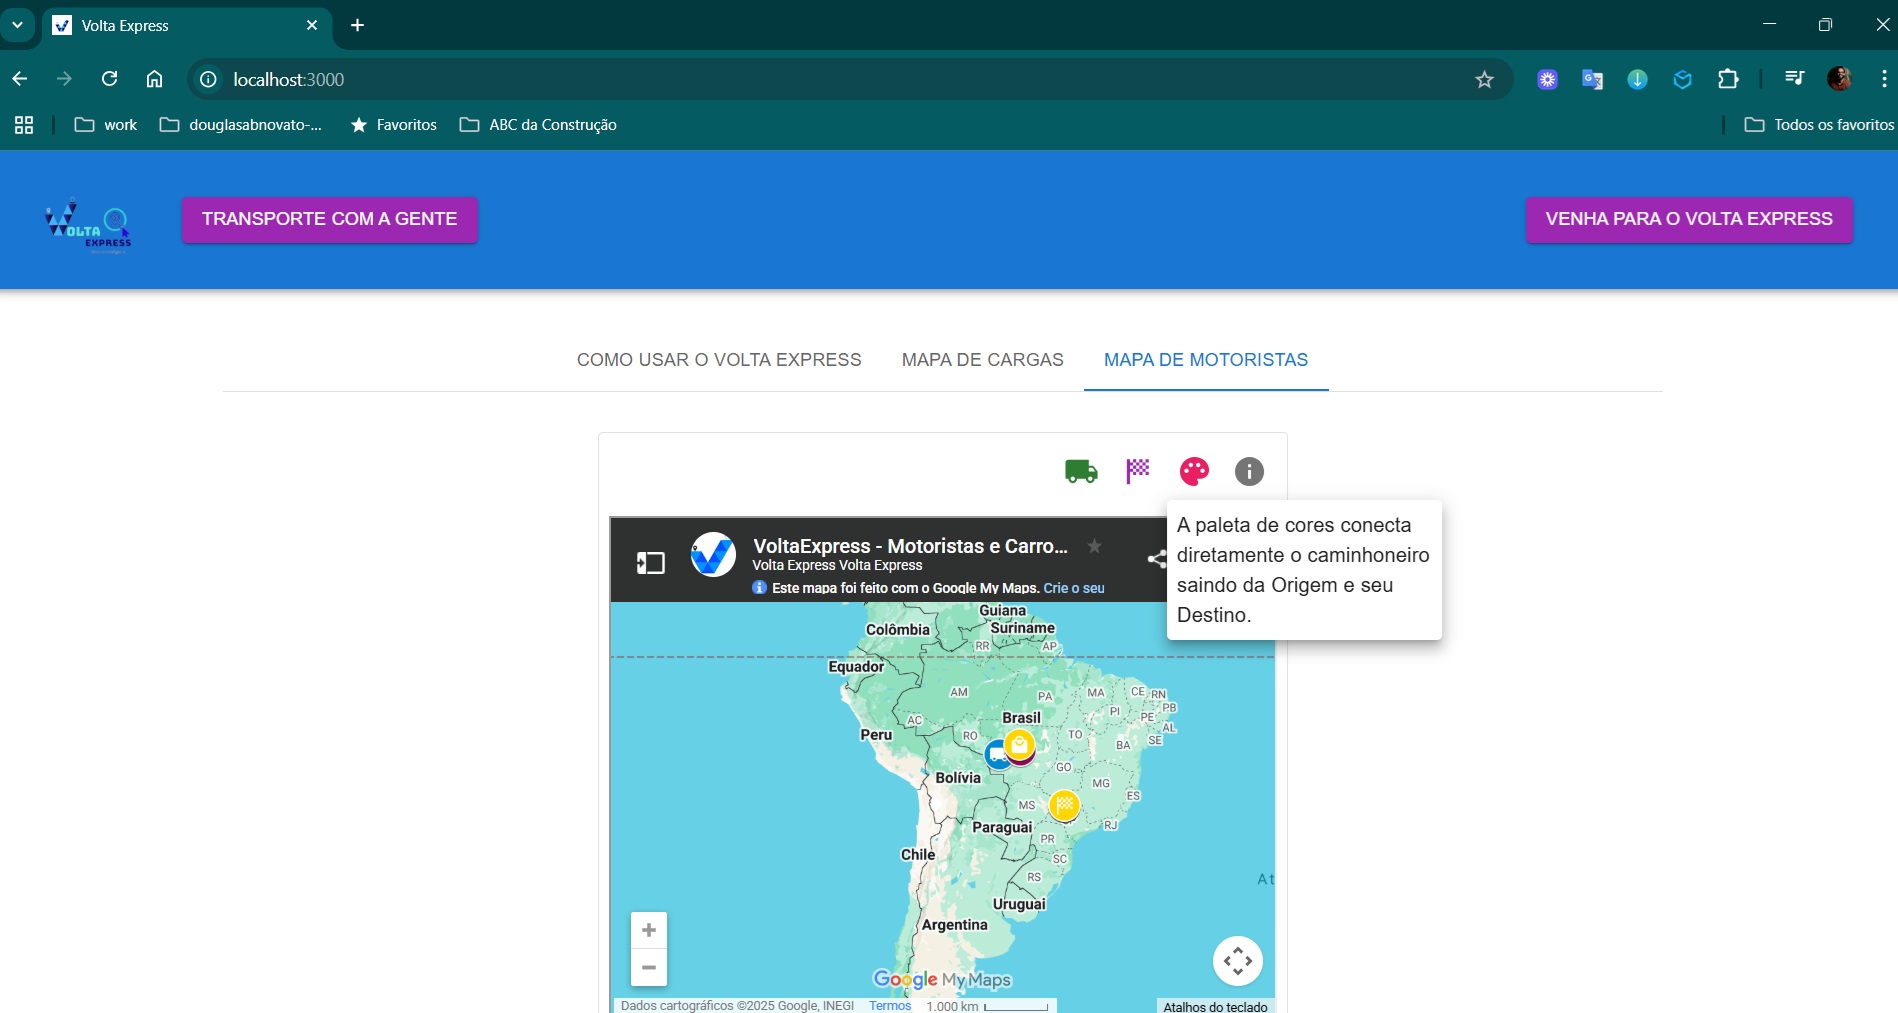 Volta Express
localhost:3000
work
douglasabnovato-...
Favoritos
ABC da Construção
Todos os favoritos
VOLTA
EXPRESS
TRANSPORTE COM A GENTE
VENHA PARA O VOLTA EXPRESS
COMO USAR O VOLTA EXPRESS
MAPA DE CARGAS
MAPA DE MOTORISTAS
A paleta de cores conecta
diretamente o caminhoneiro
saindo da Origem e seu
Destino.
VoltaExpress - Motoristas e Carro...
Volta Express Volta Express
Este mapa foi feito com o Google My Maps. Crie o seu
Guiana
Colômbia
Suriname
RR
AP
Equador
AM
PA
MA
CE
RN
PB
PI
PE
AC
Brasil
AL
Peru
RO
TO
SE
BA
GO
Bolívia
MG
ES
MS
Paraguai
RJ
PR
Chile
SC
RS
At
Uruguai
Argentina
Google My Maps
Dados cartográficos ©2025 Google, INEGI
Termos
1.000 km
Atalhos do teclado